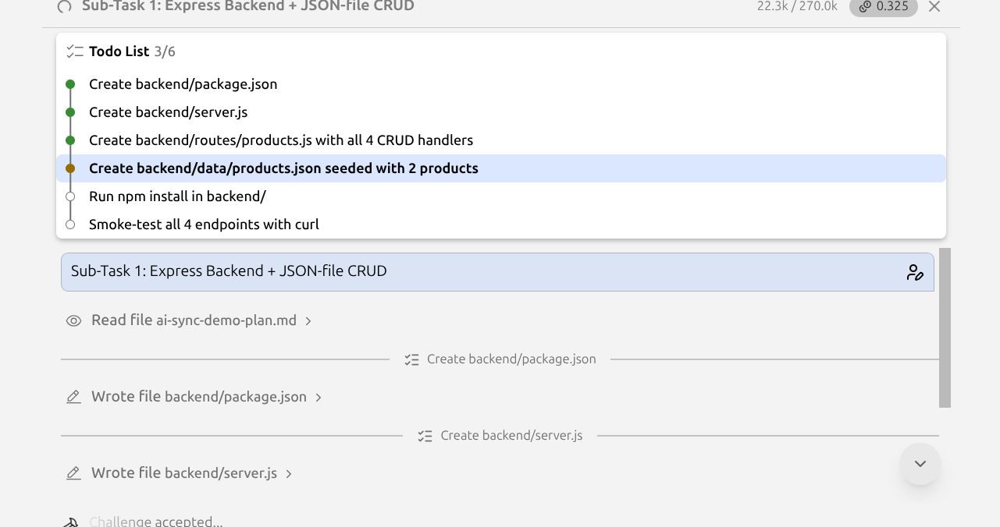 Sub-Task 1: Express Backend + JSON-file CRUD 22.3k / 270.0k 0.325
Todo List 3/6
Create backend/package.json
Create backend/server.js
Create backend/routes/products.js with all 4 CRUD handlers
Create backend/data/products.json seeded with 2 products
Run npm install in backend/
Smoke-test all 4 endpoints with curl
Sub-Task 1: Express Backend + JSON-file CRUD
Read file ai-sync-demo-plan.md
Create backend/package.json
Wrote file backend/package.json
Create backend/server.js
Wrote file backend/server.js
Challenge accepted...